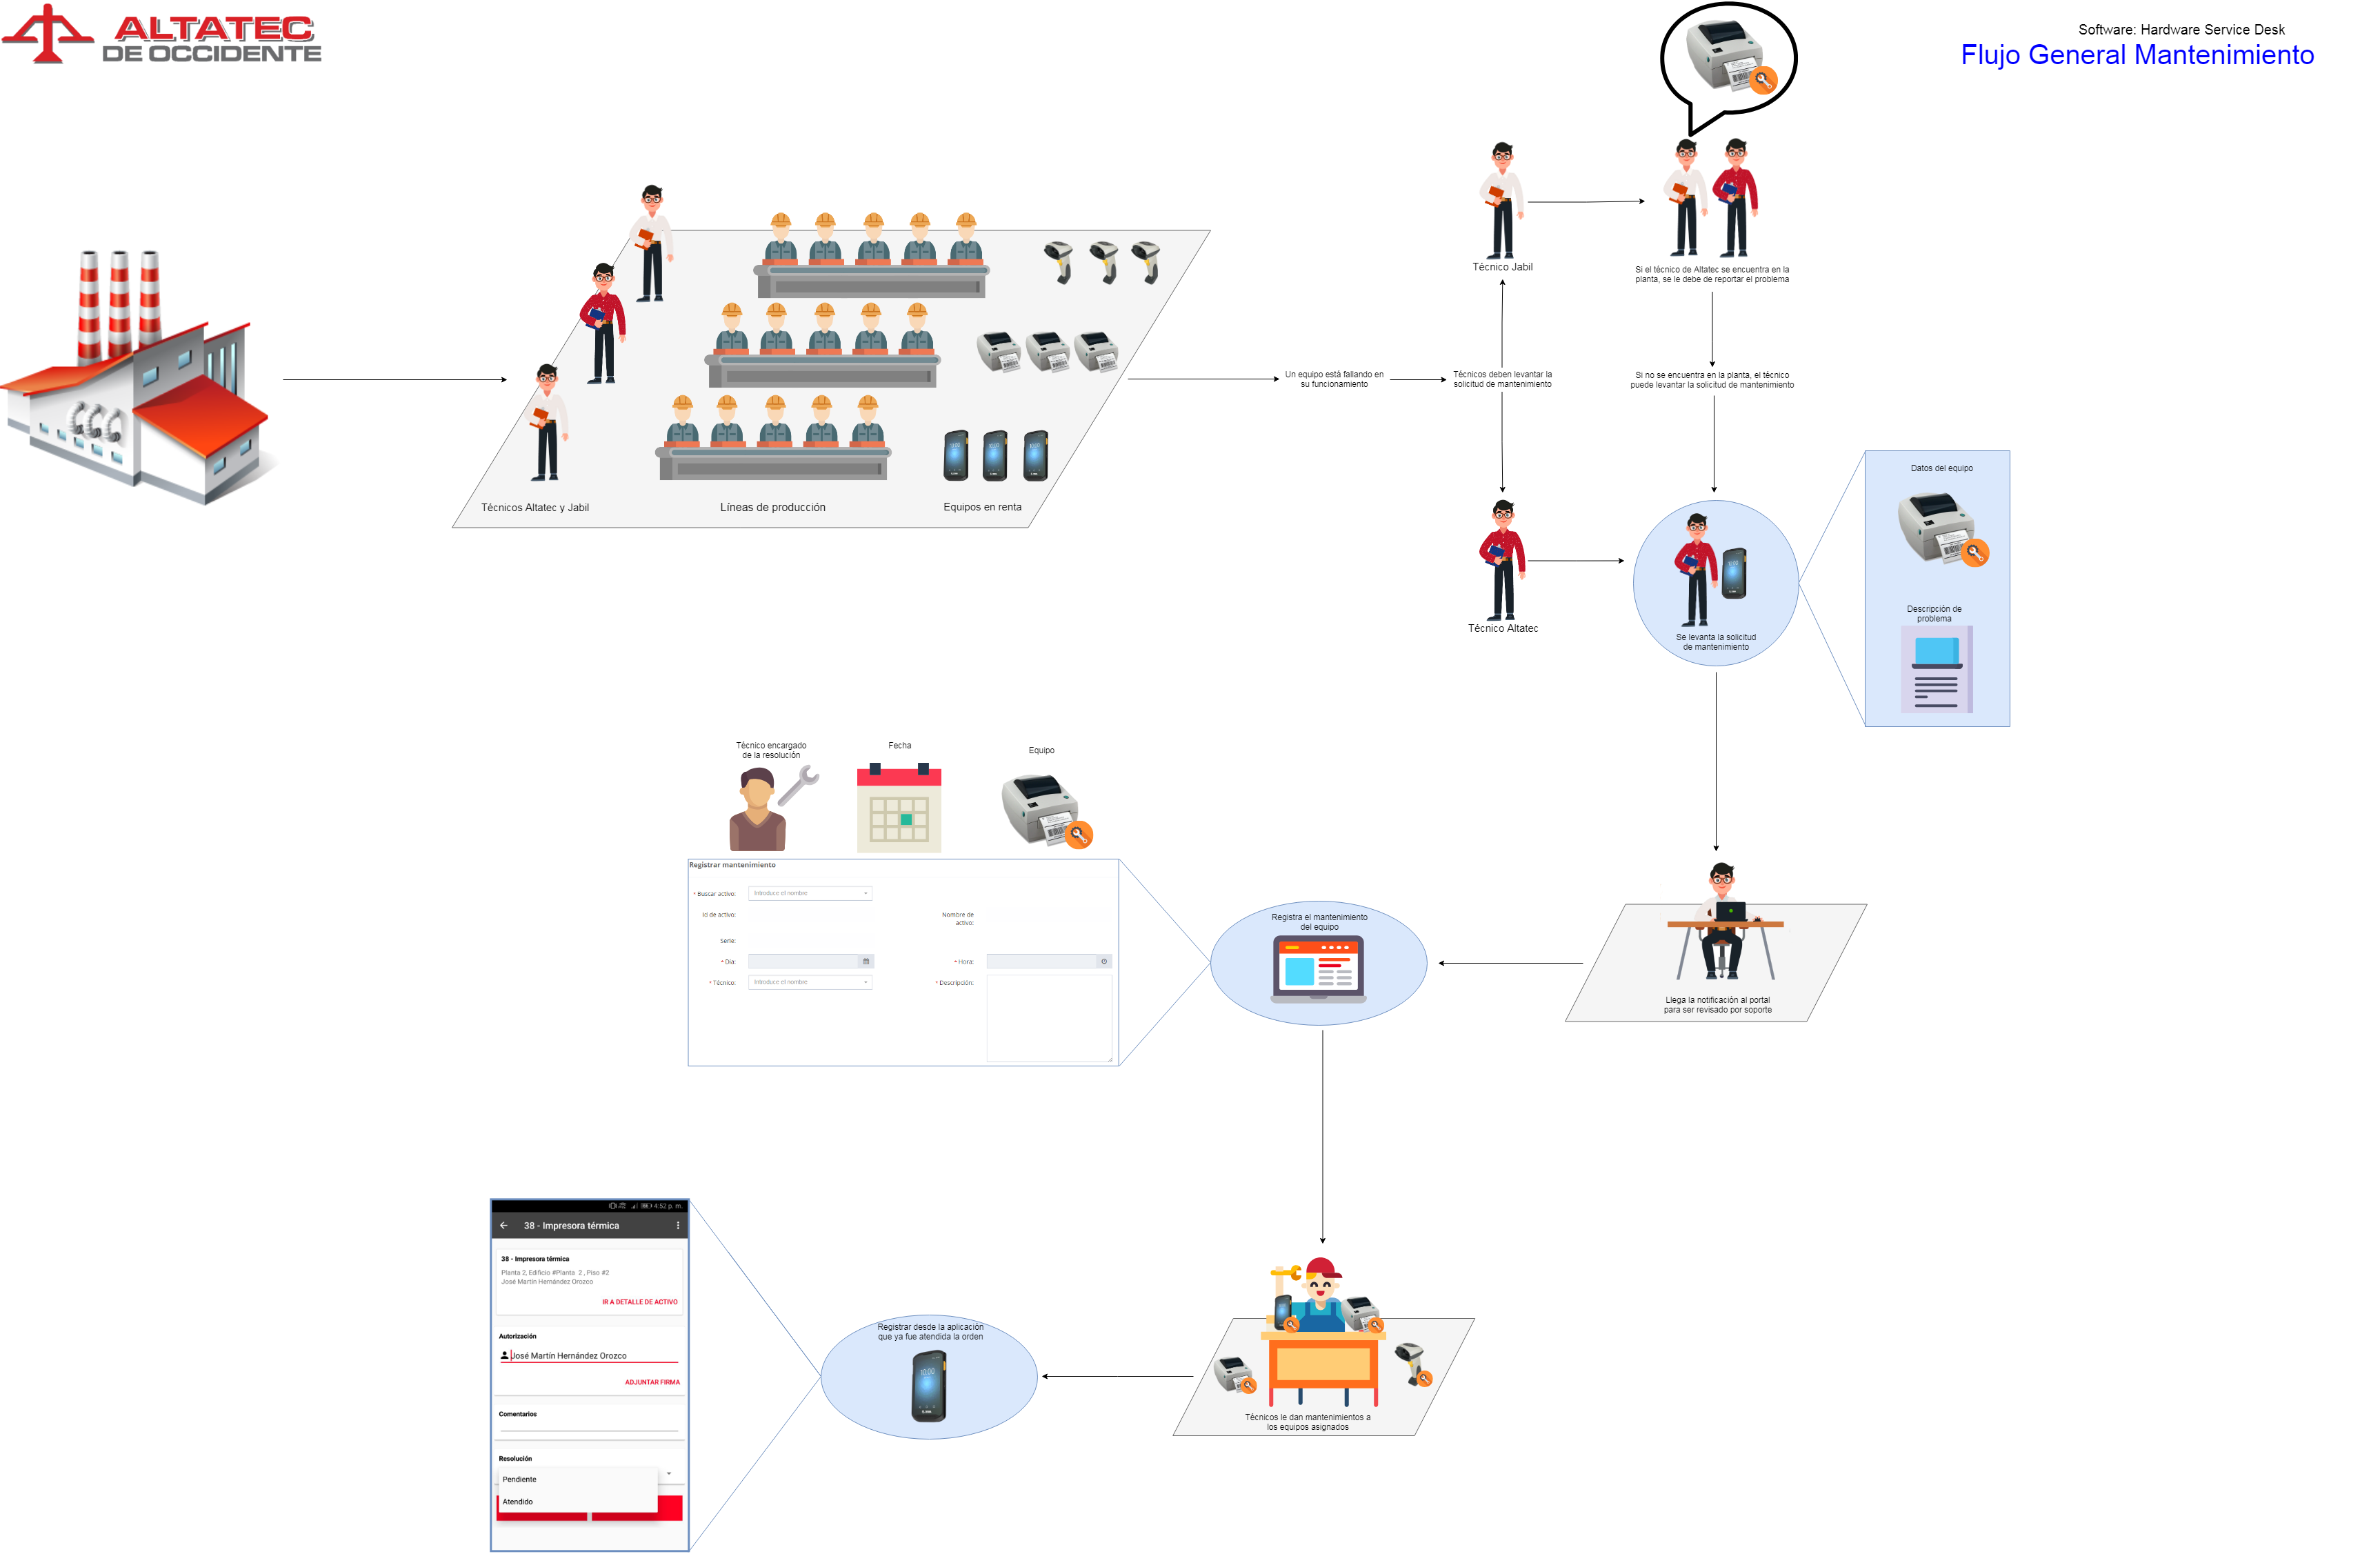 ALTATEC
DE OCCIDENTE
Software: Hardware Service Desk
Flujo General Mantenimiento
Técnicos Altatec y Jabil
Líneas de producción
Equipos en renta
Un equipo está fallando en
su funcionamiento
Técnicos deben levantar la
solicitud de mantenimiento
Técnico Jabil
Si el técnico de Altatec se encuentra en la
planta, se le debe de reportar el problema
Si no se encuentra en la planta, el técnico
puede levantar la solicitud de mantenimiento
Técnico Altatec
Se levanta la solicitud
de mantenimiento
Datos del equipo
Descripción de
problema
Llega la notificación al portal
para ser revisado por soporte
Registra el mantenimiento
del equipo
Técnico encargado
de la resolución
Fecha
Equipo
Registrar mantenimiento
* Buscar activo:
Introduce el nombre
Id de activo:
Nombre de
activo:
Serie:
* Día:
* Hora:
* Técnico:
Introduce el nombre
* Descripción:
Técnicos le dan mantenimientos a
los equipos asignados
Registrar desde la aplicación
que ya fue atendida la orden
10:00
4:52 p. m.
38 - Impresora térmica
38 - Impresora térmica
Planta 2, Edificio #Planta 2 , Piso #2
José Martín Hernández Orozco
IR A DETALLE DE ACTIVO
Autorización
José Martín Hernández Orozco
ADJUNTAR FIRMA
Comentarios
Resolución
Pendiente
Atendido